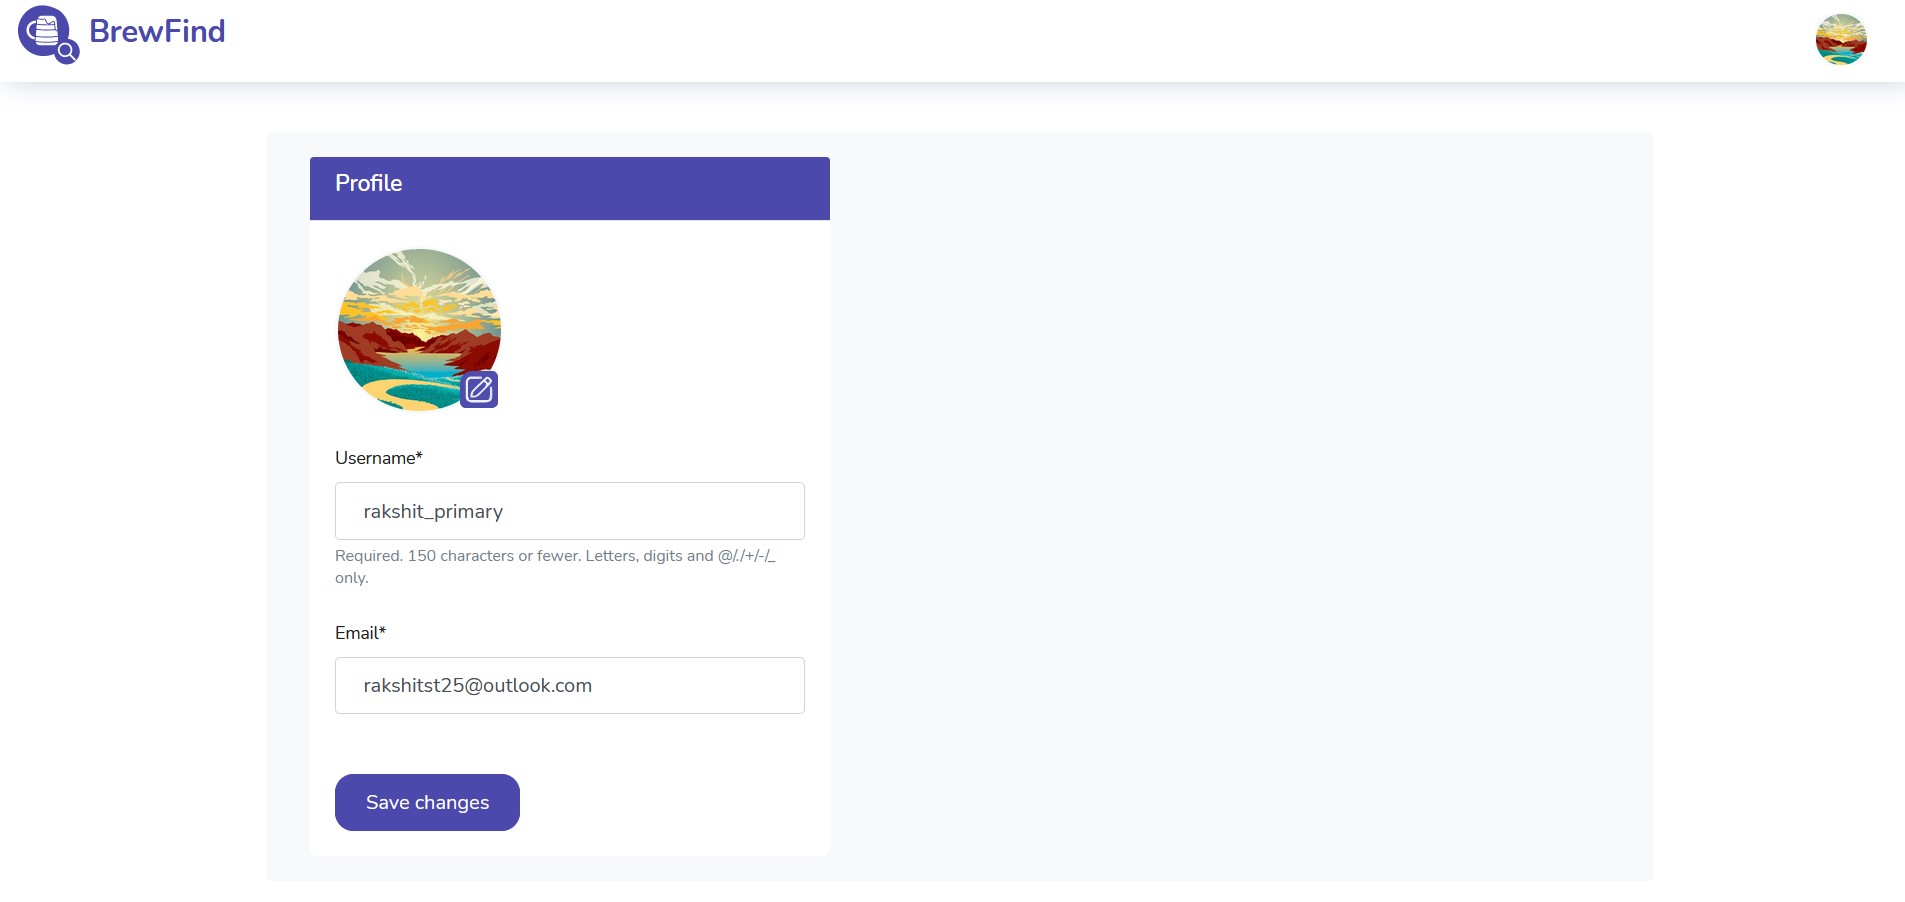 BrewFind
Profile
Username*
rakshit_primary
Required. 150 characters or fewer. Letters, digits and @/./+/-/_
only.
Email*
rakshitst25@outlook.com
Save changes